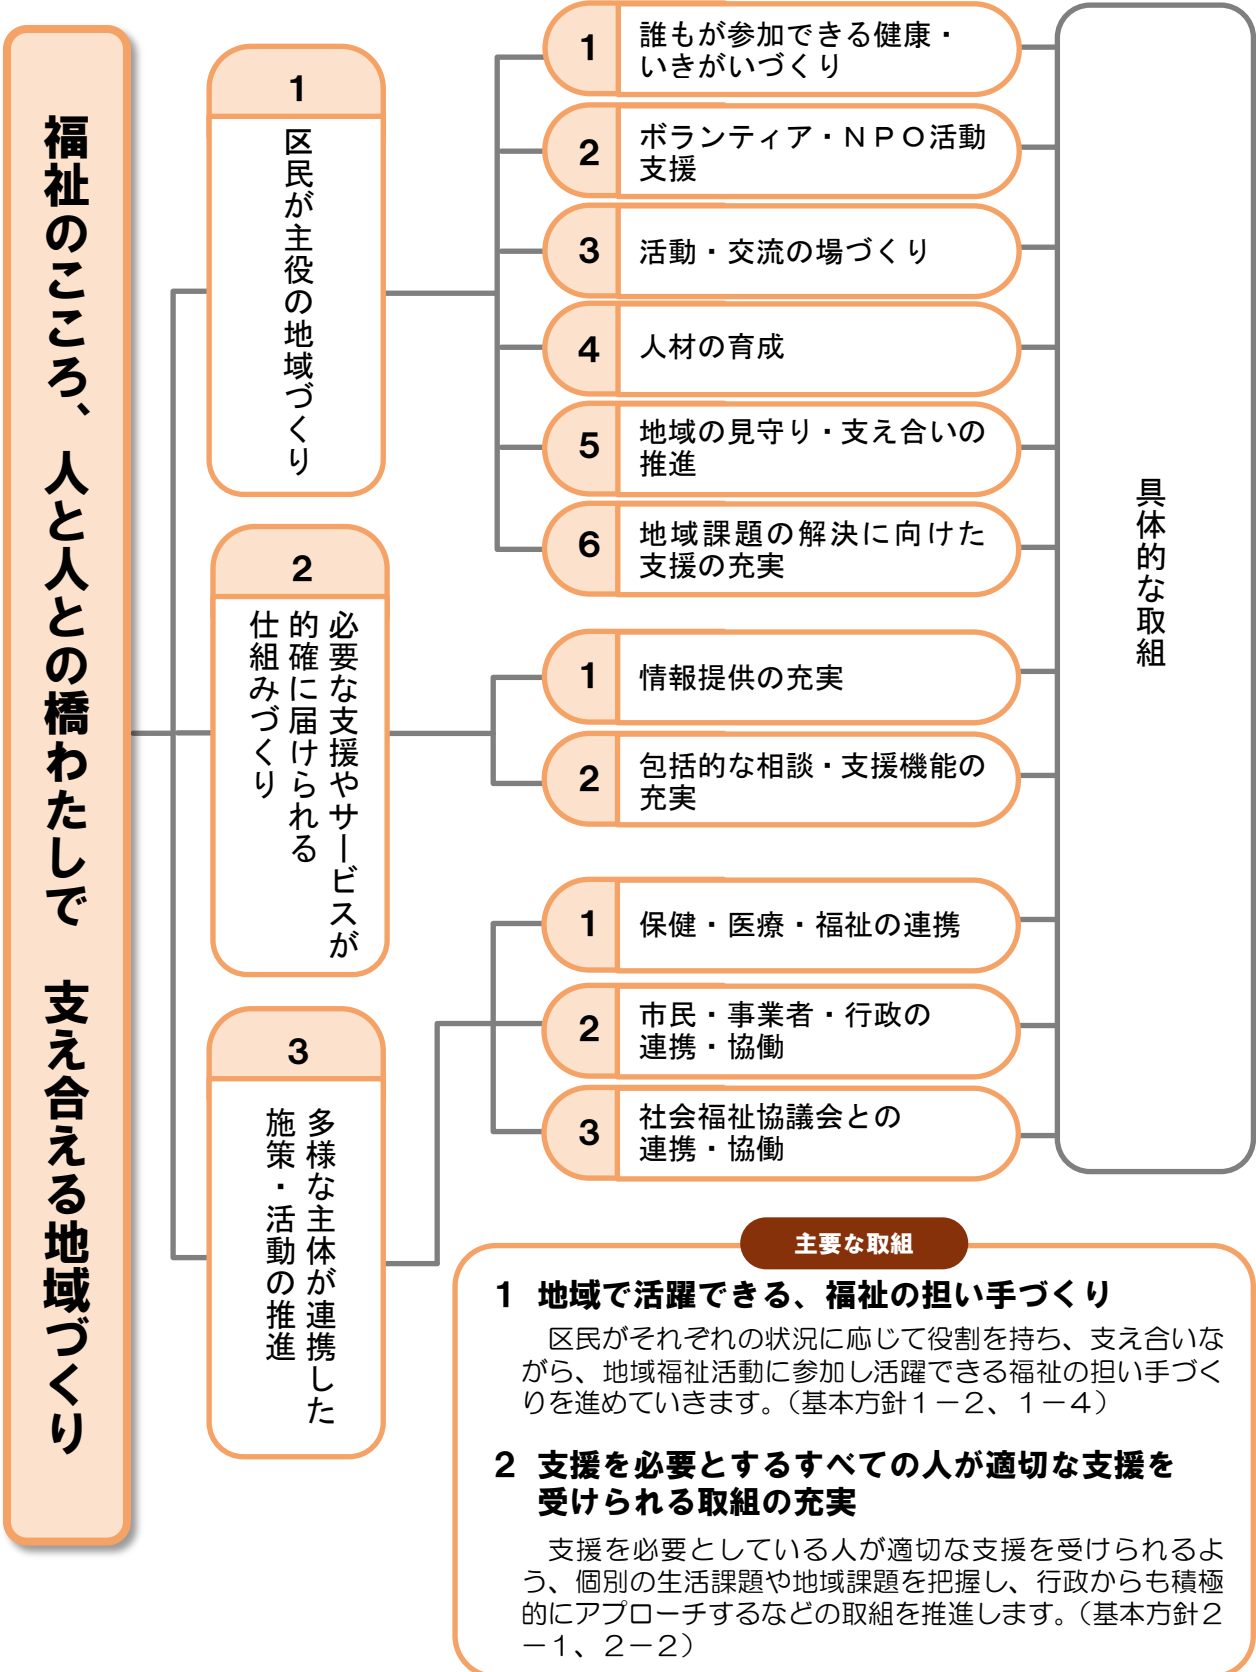 福祉のこころ、人と人との橋わたしで　支え合える地域づくり
1
区民が主役の地域づくり
1
誰もが参加できる健康・
いきがいづくり
2
ボランティア・ＮＰＯ活動
支援
3
活動・交流の場づくり
4
人材の育成
5
地域の見守り・支え合いの
推進
6
地域課題の解決に向けた
支援の充実
2
必要な支援やサービスが
的確に届けられる
仕組みづくり
1
情報提供の充実
2
包括的な相談・支援機能の
充実
3
多様な主体が連携した
施策・活動の推進
1
保健・医療・福祉の連携
2
市民・事業者・行政の
連携・協働
3
社会福祉協議会との
連携・協働
具体的な取組
主要な取組
1 地域で活躍できる、福祉の担い手づくり
区民がそれぞれの状況に応じて役割を持ち、支え合いな
がら、地域福祉活動に参加し活躍できる福祉の担い手づく
りを進めていきます。（基本方針１－２、１－４）
2 支援を必要とするすべての人が適切な支援を
受けられる取組の充実
支援を必要としている人が適切な支援を受けられるよ
う、個別の生活課題や地域課題を把握し、行政からも積極
的にアプローチするなどの取組を推進します。（基本方針２
－１、２－２）